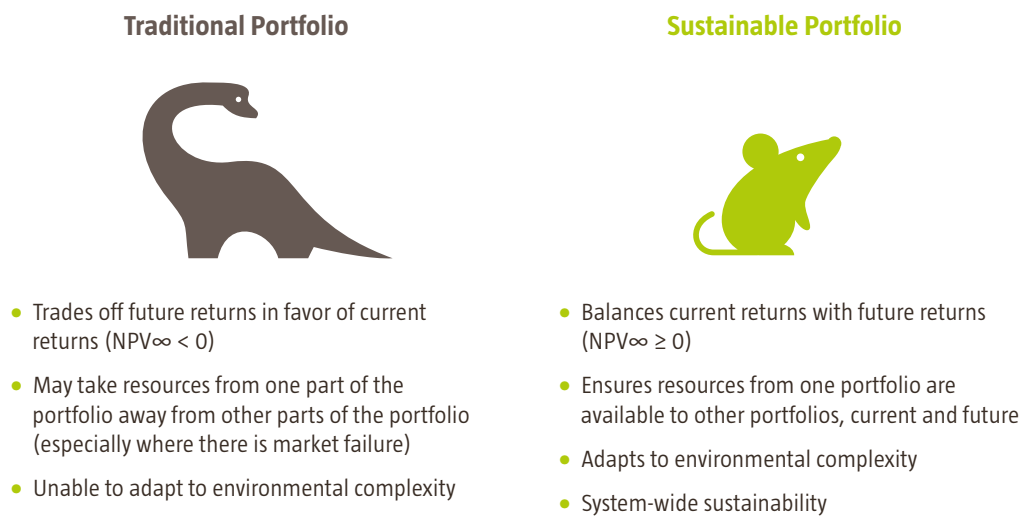 Traditional Portfolio
• Trades off future returns in favor of current
returns (NPV∞ < 0)
• May take resources from one part of the
portfolio away from other parts of the portfolio
(especially where there is market failure)
• Unable to adapt to environmental complexity
Sustainable Portfolio
• Balances current returns with future returns
(NPV∞ ≥ 0)
• Ensures resources from one portfolio are
available to other portfolios, current and future
• Adapts to environmental complexity
• System-wide sustainability